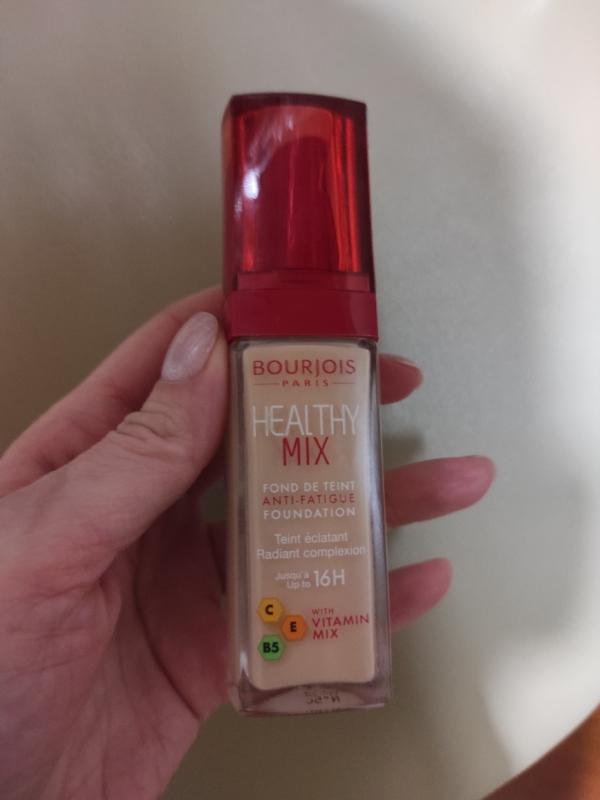 BOURJOIS
PARIS
HEALTHY
MIX
FOND DE TEINT
ANTI-FATIGUE
FOUNDATION
Teint éclatant
Radiant complexion
Jusqu'à
Up to 16H
C
E
B5
WITH
VITAMIN
MIX